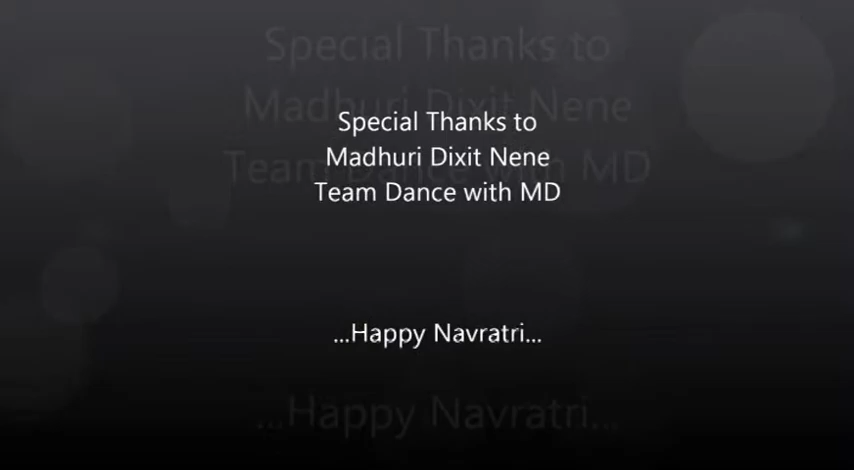 Special Thanks to
Madhuri Dixit Nene
Team Dance with MD
...Happy Navratri...